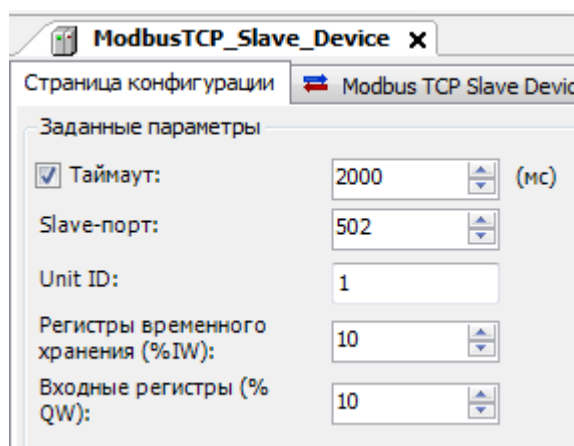 ModbusTCP_Slave_Device
Страница конфигурации Modbus TCP Slave Devic
Заданные параметры
Таймаут: 2000 (мс)
Slave-порт: 502
Unit ID: 1
Регистры временного
хранения (%IW): 10
Входные регистры (%
QW): 10